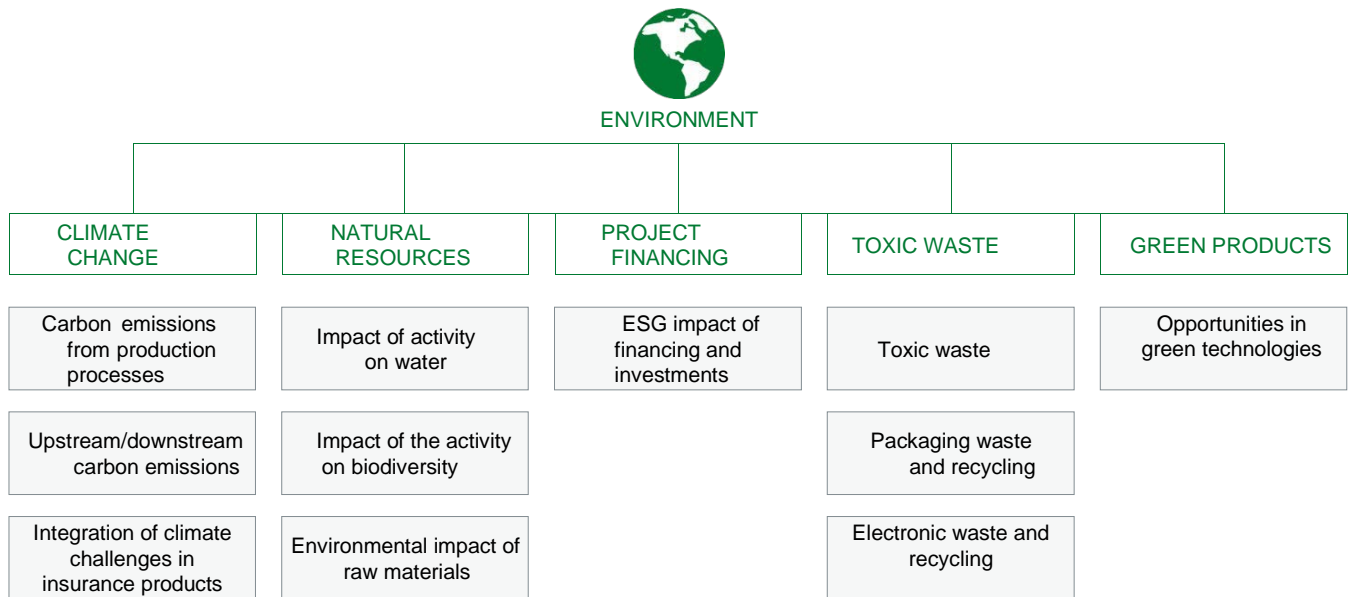 ENVIRONMENT
CLIMATE
CHANGE
NATURAL
RESOURCES
PROJECT
FINANCING
TOXIC WASTE
GREEN PRODUCTS
Carbon emissions
from production
processes
Impact of activity
on water
ESG impact of
financing and
investments
Toxic waste
Opportunities in
green technologies
Upstream/downstream
carbon emissions
Impact of the activity
on biodiversity
Packaging waste
and recycling
Integration of climate
challenges in
insurance products
Environmental impact of
raw materials
Electronic waste and
recycling